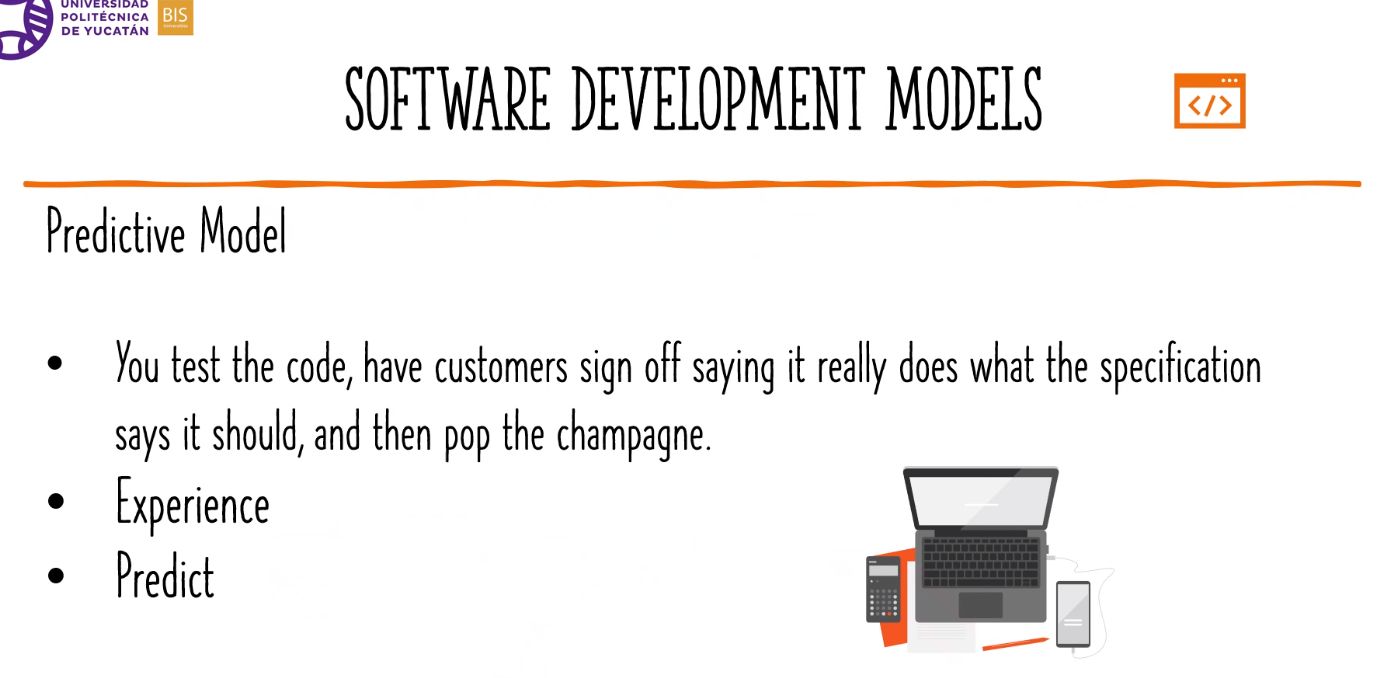 UNIVERSIDAD
POLITÉCNICA
DE YUCATÁN
BIS
SOFTWARE DEVELOPMENT MODELS
</>
Predictive Model
• You test the code, have customers sign off saying it really does what the specification
says it should, and then pop the champagne.
• Experience
• Predict